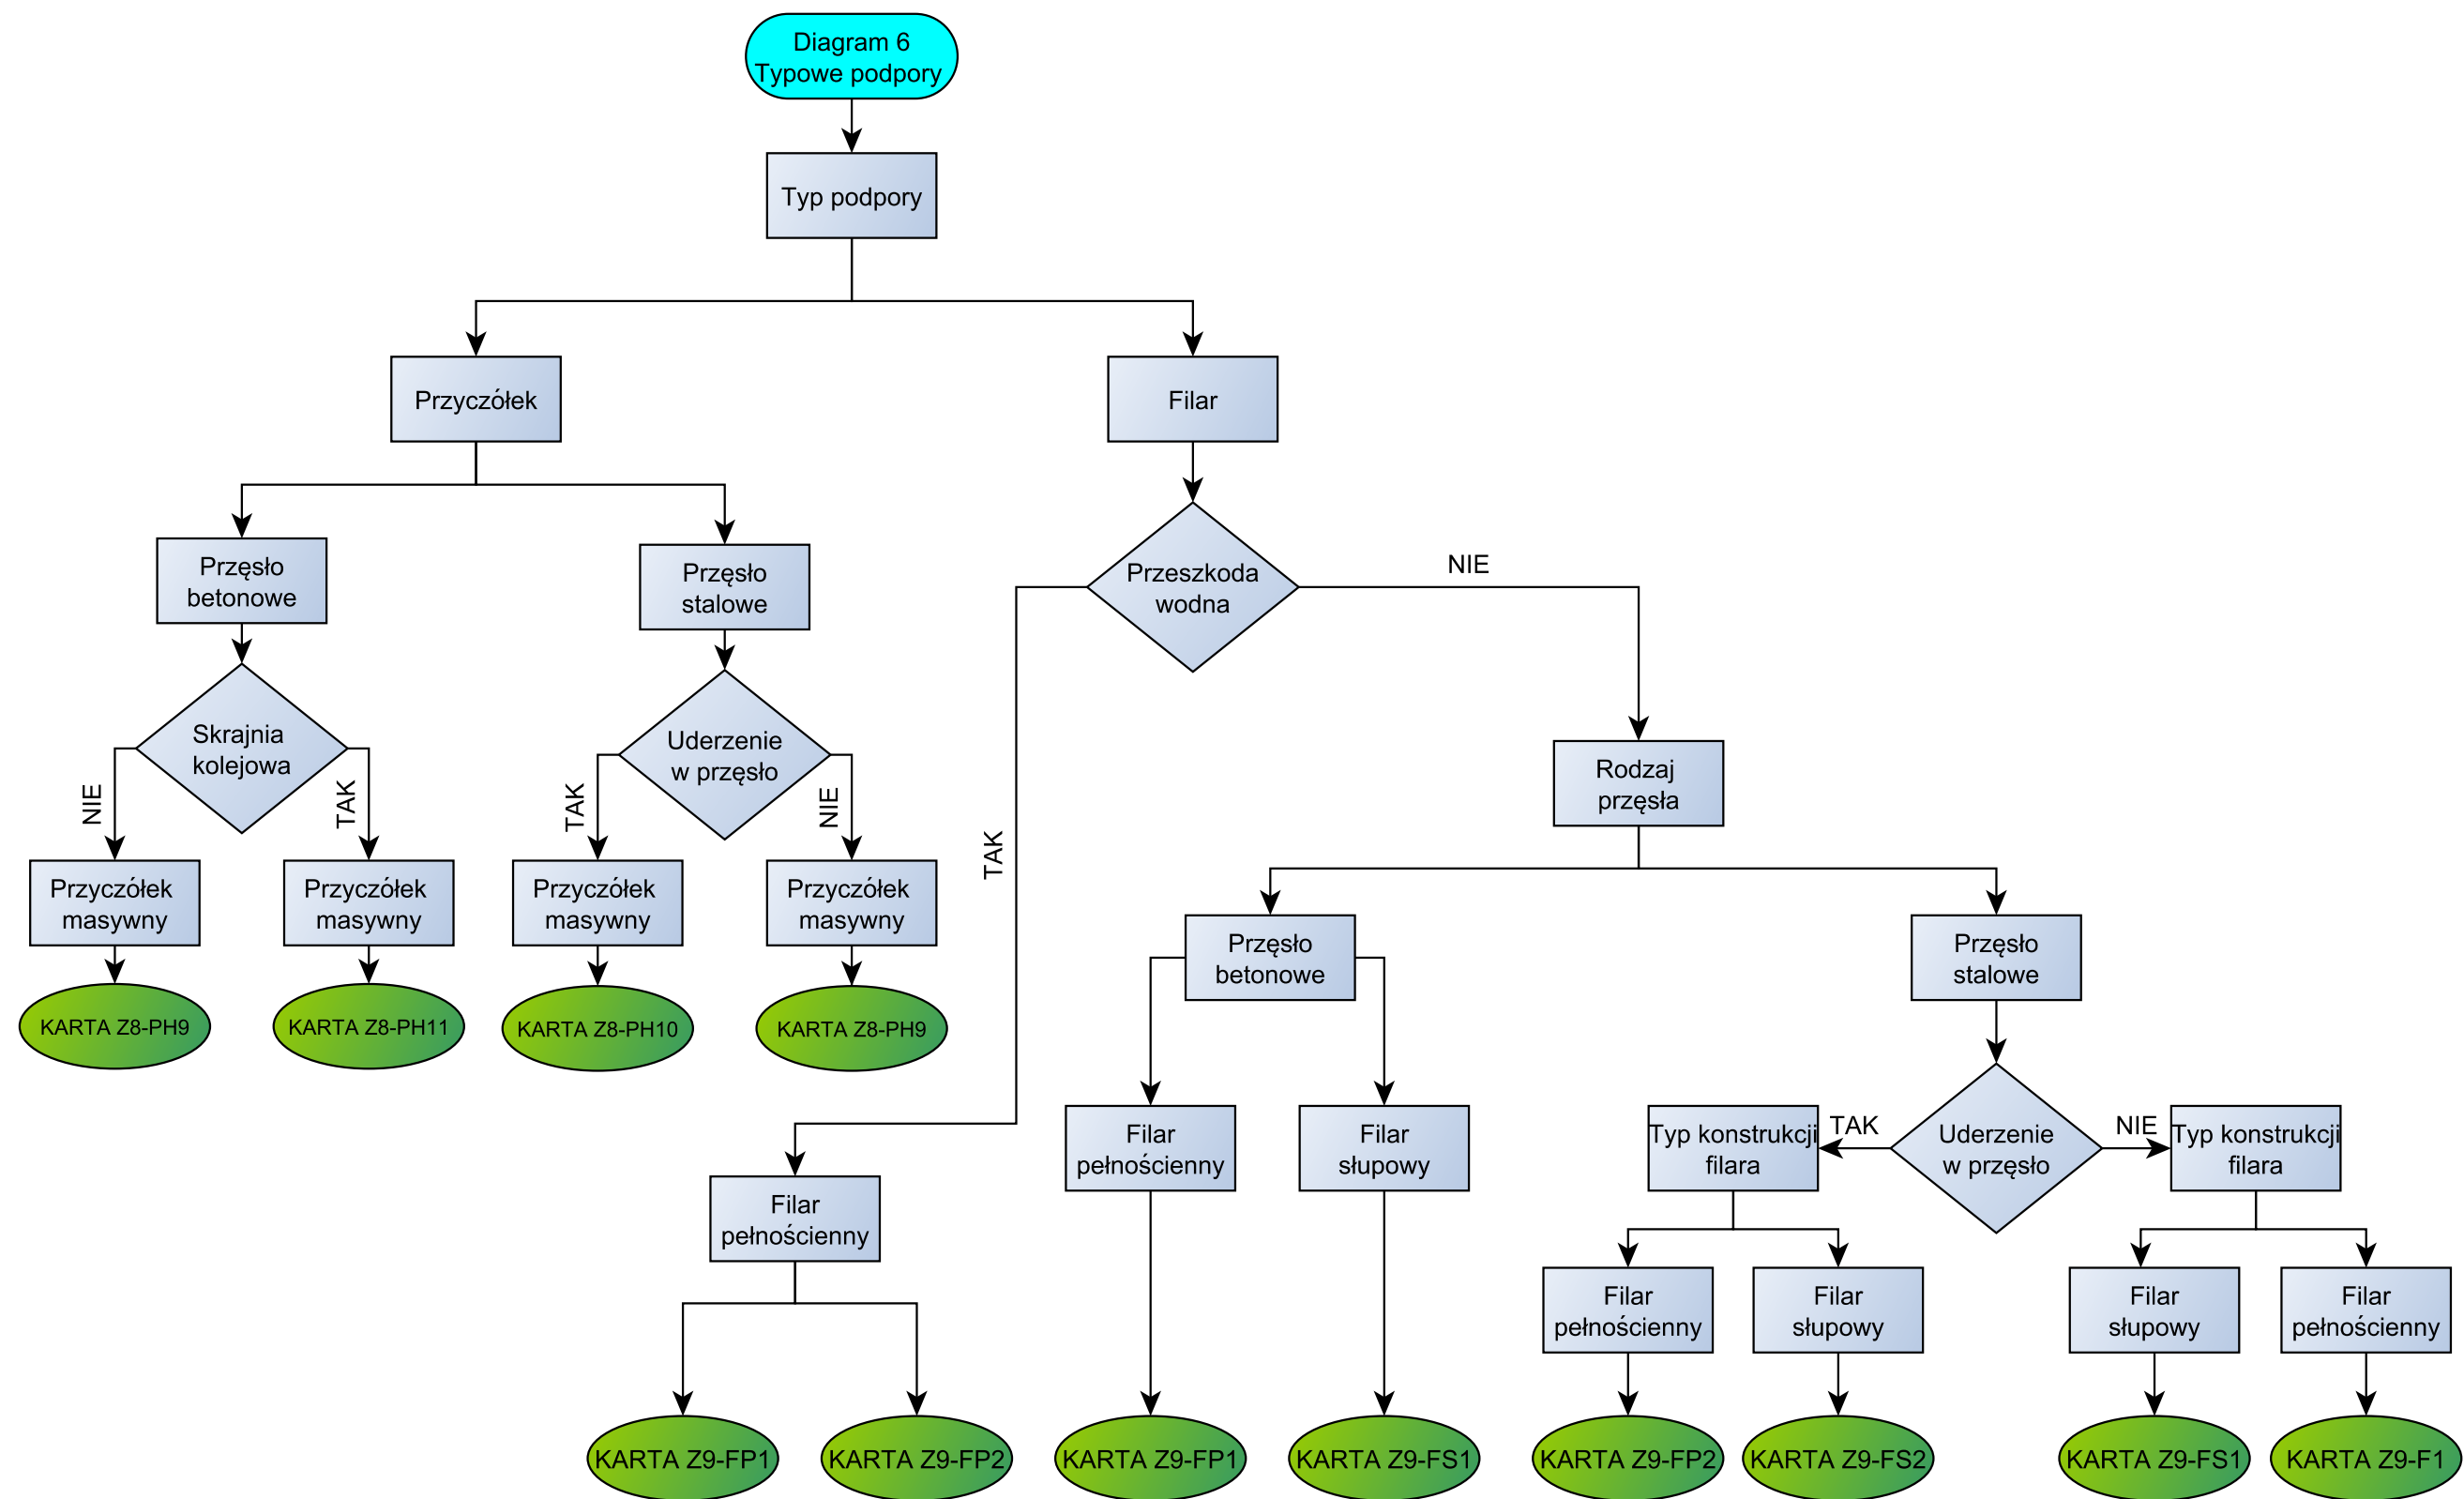 Diagram 6
Typowe podpory
Typ podpory
Przyczółek
Filar
Przęsło
betonowe
Przęsło
stalowe
Przeszkoda
wodna
NIE
TAK
Skrajnia
kolejowa
NIE
TAK
Uderzenie
w przęsło
TAK
NIE
Rodzaj
przęsła
Przyczółek
masywny
Przyczółek
masywny
Przyczółek
masywny
Przyczółek
masywny
KARTA Z8-PH9
KARTA Z8-PH11
KARTA Z8-PH10
KARTA Z8-PH9
Przęsło
betonowe
Przęsło
stalowe
Filar
pełnościenny
Filar
pełnościenny
Filar
słupowy
Typ konstrukcji
filara
TAK
Uderzenie
w przęsło
NIE
Typ konstrukcji
filara
Filar
pełnościenny
Filar
słupowy
Filar
słupowy
Filar
pełnościenny
KARTA Z9-FP1
KARTA Z9-FP2
KARTA Z9-FP1
KARTA Z9-FS1
KARTA Z9-FP2
KARTA Z9-FS2
KARTA Z9-FS1
KARTA Z9-F1